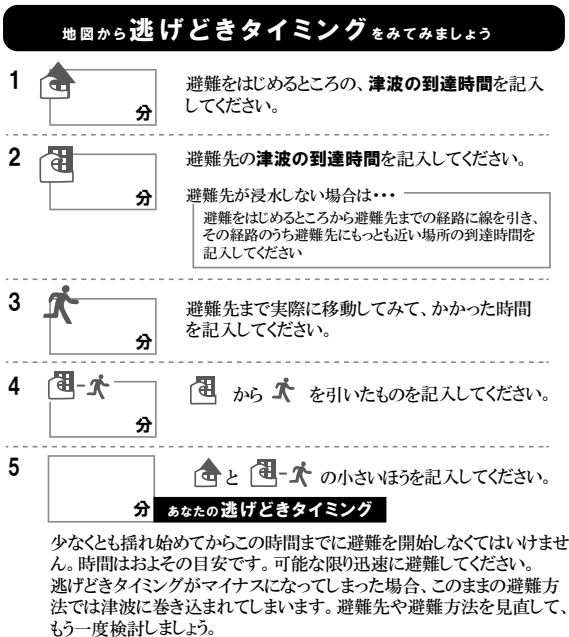 地図から逃げどきタイミングをみてみましょう
1
分
避難をはじめるところの、津波の到達時間を記入
してください。
2
分
避難先の津波の到達時間を記入してください。
避難先が浸水しない場合は・・・
避難をはじめるところから避難先までの経路に線を引き、
その経路のうち避難先にもっとも近い場所の到達時間を
記入してください
3
分
避難先まで実際に移動してみて、かかった時間
を記入してください。
4
-
分
から を引いたものを記入してください。
5
分
と - の小さいほうを記入してください。
あなたの逃げどきタイミング
少なくとも揺れ始めてからこの時間までに避難を開始しなくてはいけませ
ん。時間はおよその目安です。可能な限り迅速に避難してください。
逃げどきタイミングがマイナスになってしまった場合、このままの避難方
法では津波に巻き込まれてしまいます。避難先や避難方法を見直して、
もう一度検討しましょう。